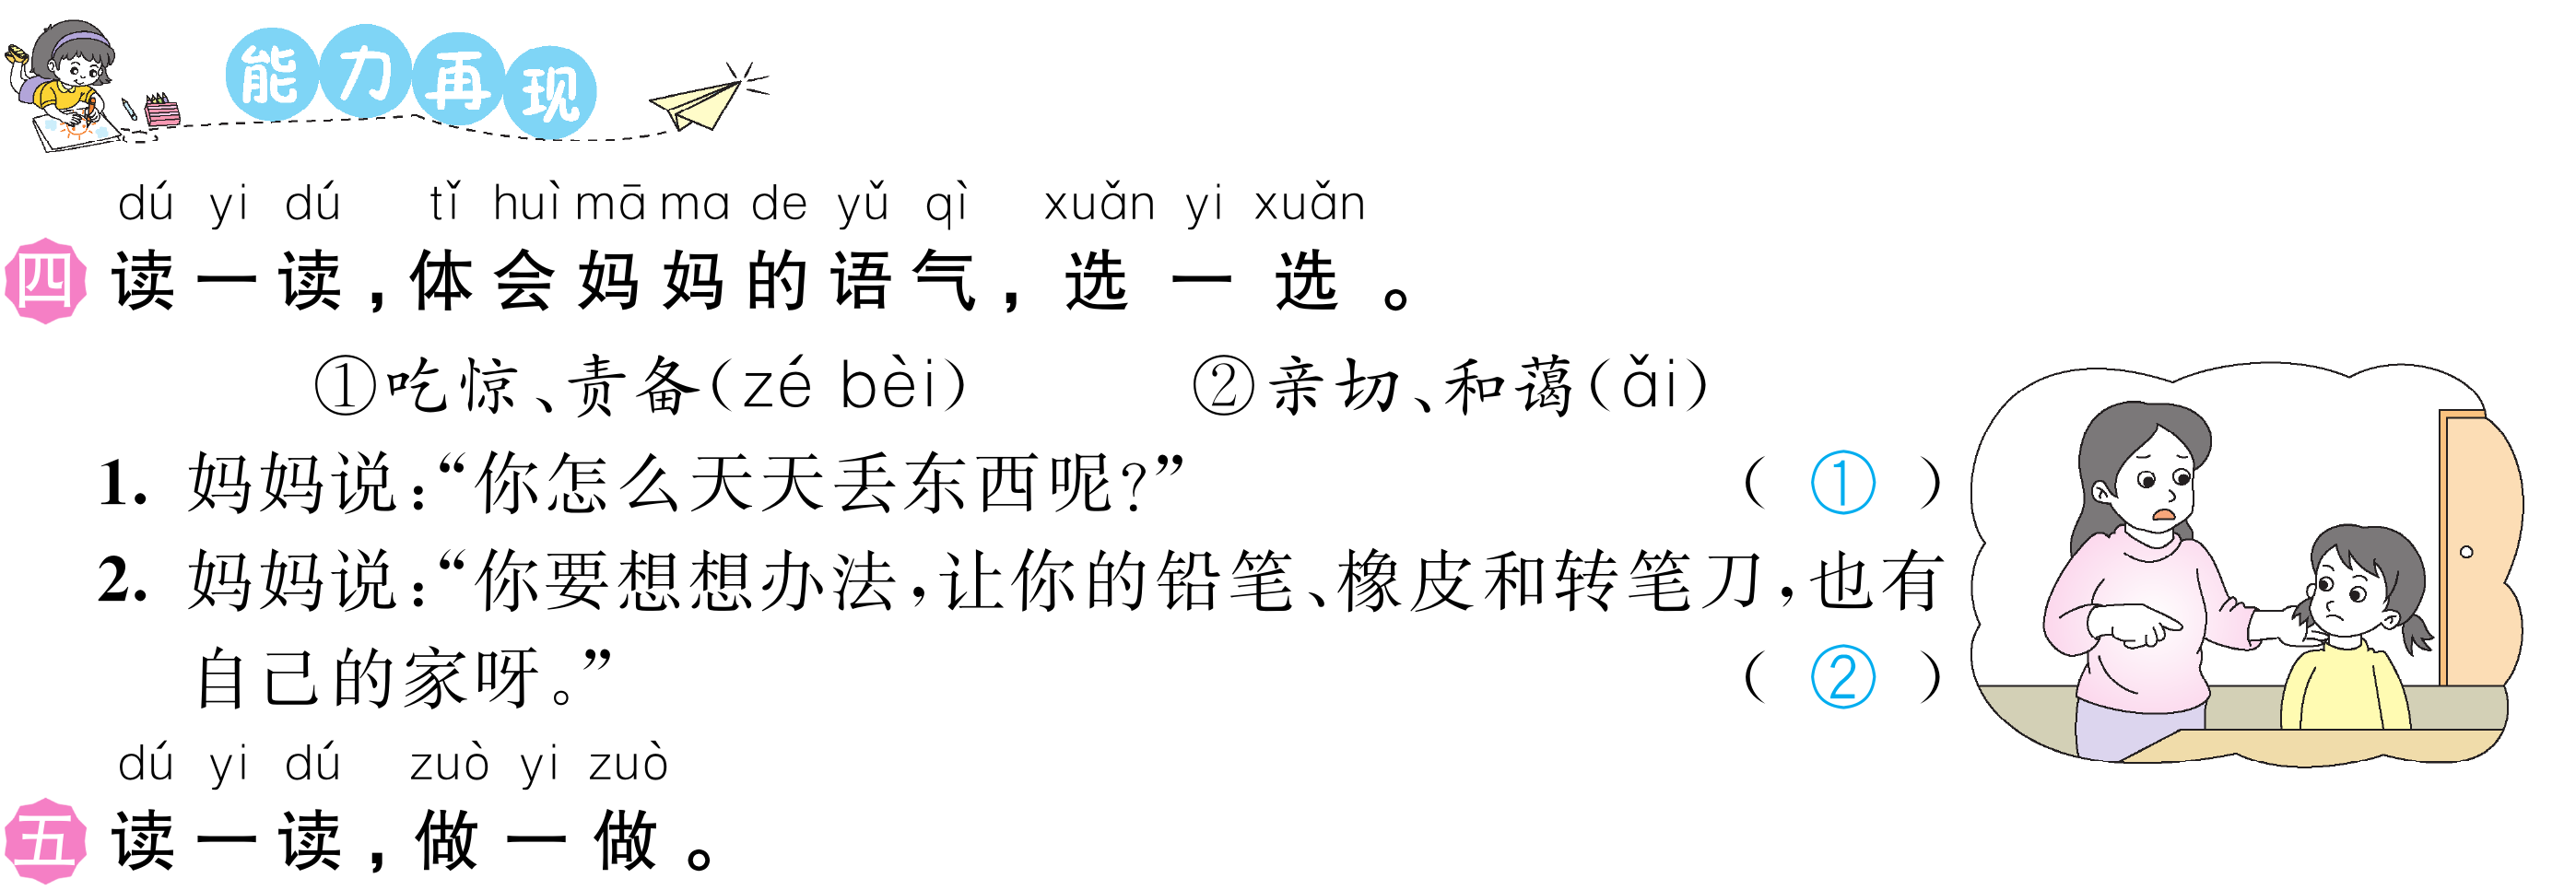 能力再现
dú yi dú tǐ huì mā ma de yǔ qì xuǎn yi xuǎn
四 读一读,体会妈妈的语气,选一选。
①吃惊、责备(zé bèi) ②亲切、和蔼(ǎi)
1. 妈妈说:“你怎么天天丢东西呢?” ( ① )
2. 妈妈说:“你要想想办法,让你的铅笔、橡皮和转笔刀,也有
自己的家呀。” ( ② )
dú yi dú zuò yi zuò
五 读一读,做一做。